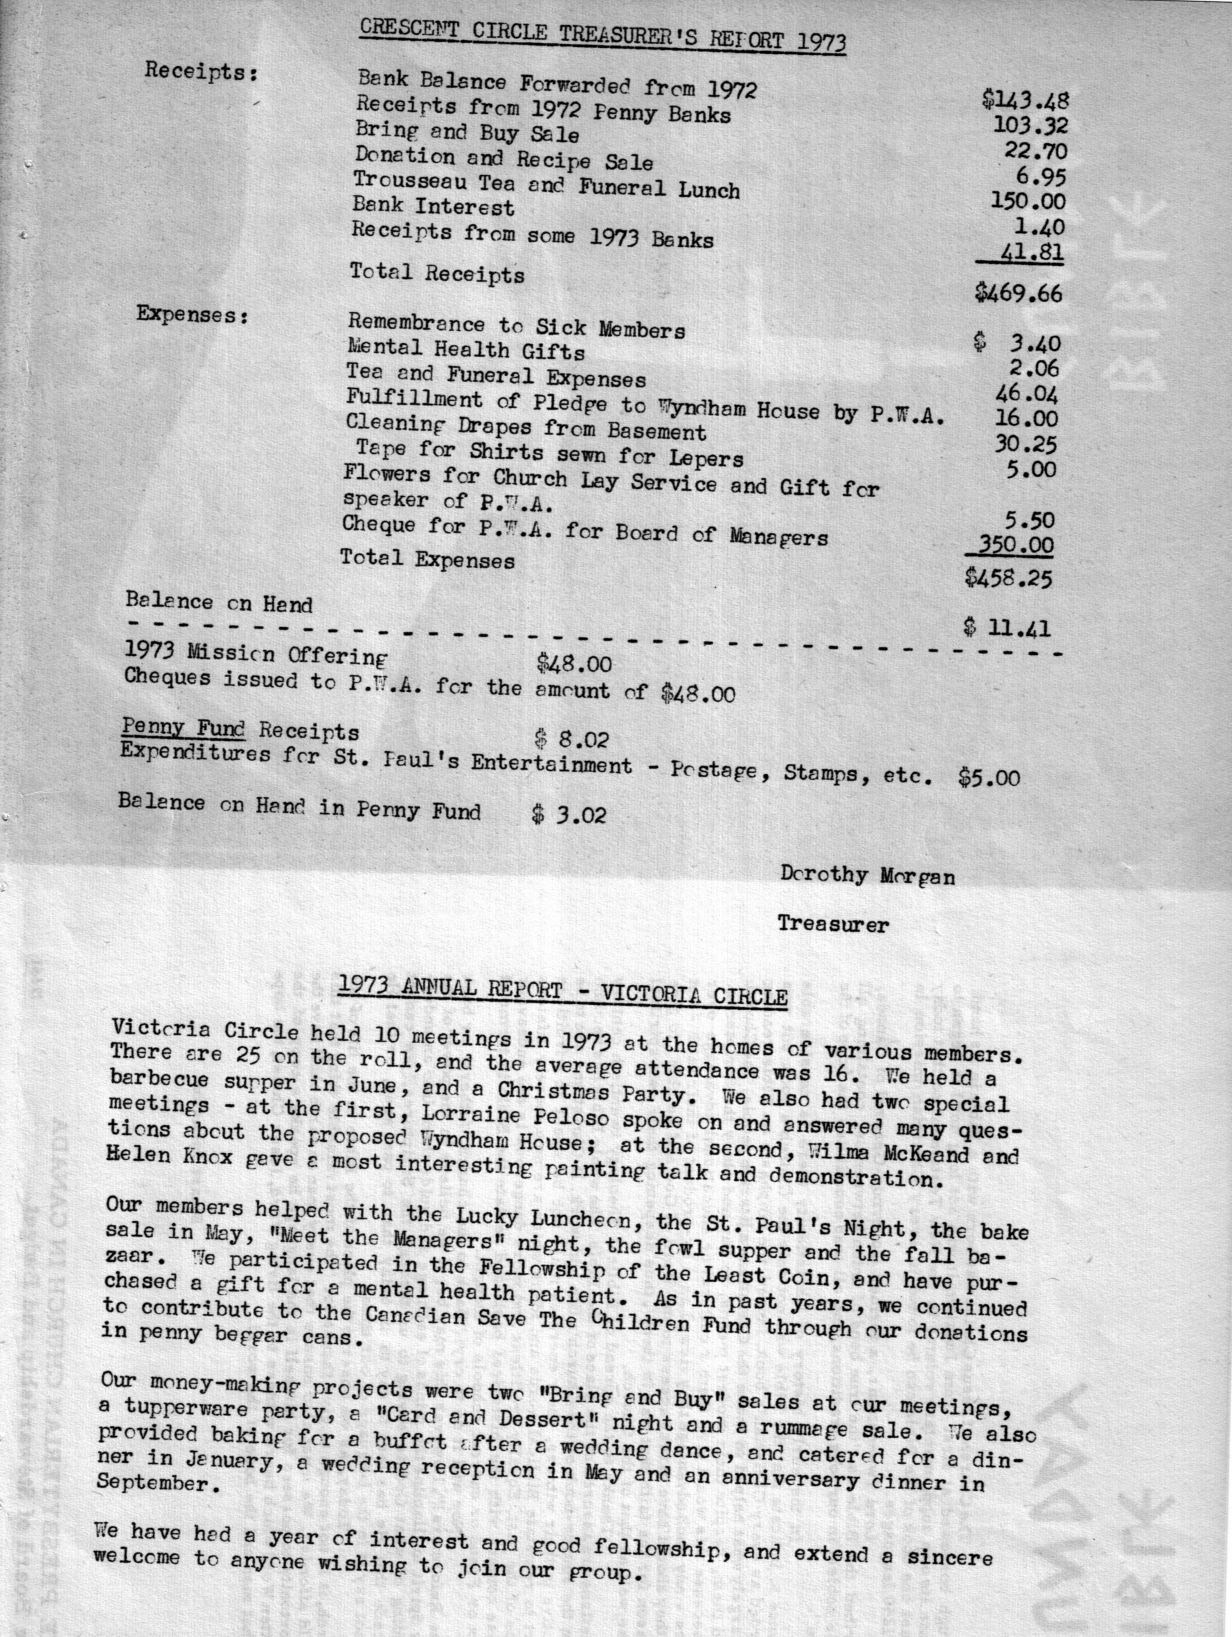 CRESCENT CIRCLE TREASURER'S REPORT 1973
Receipts: Bank Balance Forwarded from 1972 $143.48
Receipts from 1972 Penny Banks 103.32
Bring and Buy Sale 22.70
Donation and Recipe Sale 6.95
Trousseau Tea and Funeral Lunch 150.00
Bank Interest 1.40
Receipts from some 1973 Banks 41.81
Total Receipts $469.66
Expenses: Remembrance to Sick Members $ 3.40
Mental Health Gifts 2.06
Tea and Funeral Expenses 46.04
Fulfillment of Pledge to Wyndham House by P.W.A. 16.00
Cleaning Drapes from Basement 30.25
Tape for Shirts sewn for Lepers 5.00
Flowers for Church Lay Service and Gift for
speaker of P.W.A. 5.50
Cheque for P.W.A. for Board of Managers 350.00
Total Expenses $458.25
Balance on Hand $ 11.41
1973 Mission Offering $48.00
Cheques issued to P.W.A. for the amount of $48.00
Penny Fund Receipts $ 8.02
Expenditures for St. Paul's Entertainment - Postage, Stamps, etc. $5.00
Balance on Hand in Penny Fund $ 3.02
Dorothy Morgan
Treasurer
1973 ANNUAL REPORT - VICTORIA CIRCLE
Victoria Circle held 10 meetings in 1973 at the homes of various members.
There are 25 on the roll, and the average attendance was 16. We held a
barbecue supper in June, and a Christmas Party. We also had two special
meetings - at the first, Lorraine Peloso spoke on and answered many ques-
tions about the proposed Wyndham House; at the second, Wilma McKeand and
Helen Knox gave a most interesting painting talk and demonstration.
Our members helped with the Lucky Luncheon, the St. Paul's Night, the bake
sale in May, "Meet the Managers" night, the fowl supper and the fall ba-
zaar. We participated in the Fellowship of the Least Coin, and have pur-
chased a gift for a mental health patient. As in past years, we continued
to contribute to the Canadian Save The Children Fund through our donations
in penny beggar cans.
Our money-making projects were two "Bring and Buy" sales at our meetings,
a tupperware party, a "Card and Dessert" night and a rummage sale. We also
provided baking for a buffet after a wedding dance, and catered for a din-
ner in January, a wedding reception in May and an anniversary dinner in
September.
We have had a year of interest and good fellowship, and extend a sincere
welcome to anyone wishing to join our group.